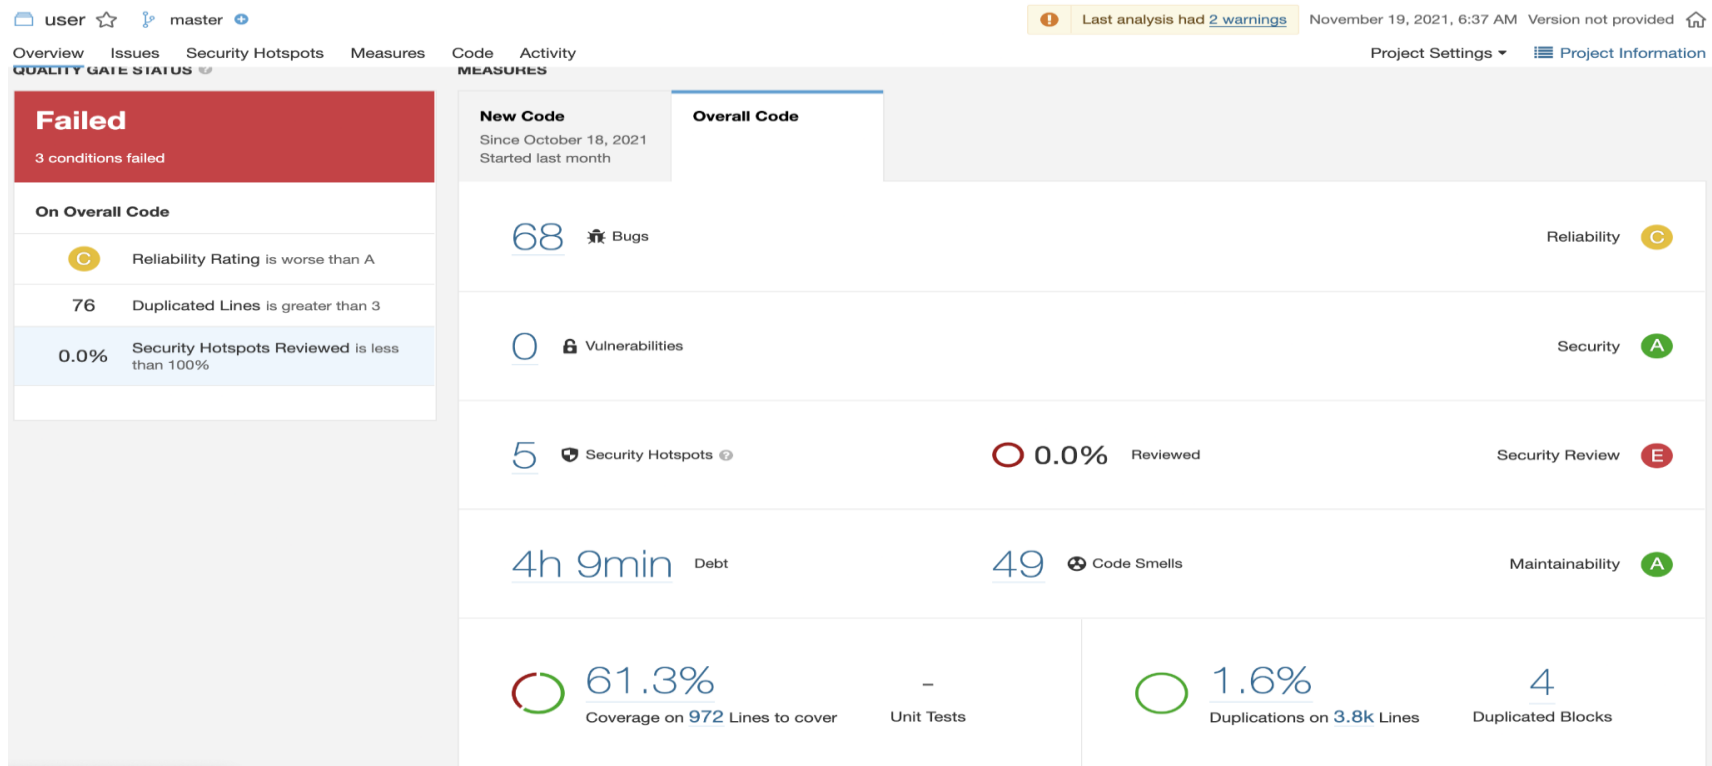 user master
Last analysis had 2 warnings November 19, 2021, 6:37 AM Version not provided
Overview Issues Security Hotspots Measures Code Activity
Project Settings Project Information
QUALITY GATE STATUS ?
Failed
3 conditions failed
On Overall Code
C Reliability Rating is worse than A
76 Duplicated Lines is greater than 3
0.0% Security Hotspots Reviewed is less
than 100%
MEASURES
New Code
Since October 18, 2021
Started last month
Overall Code
68 Bugs Reliability C
0 Vulnerabilities Security A
5 Security Hotspots ? 0.0% Reviewed Security Review E
4h 9min Debt 49 Code Smells Maintainability A
61.3%
Coverage on 972 Lines to cover
-
Unit Tests
1.6%
Duplications on 3.8k Lines
4
Duplicated Blocks